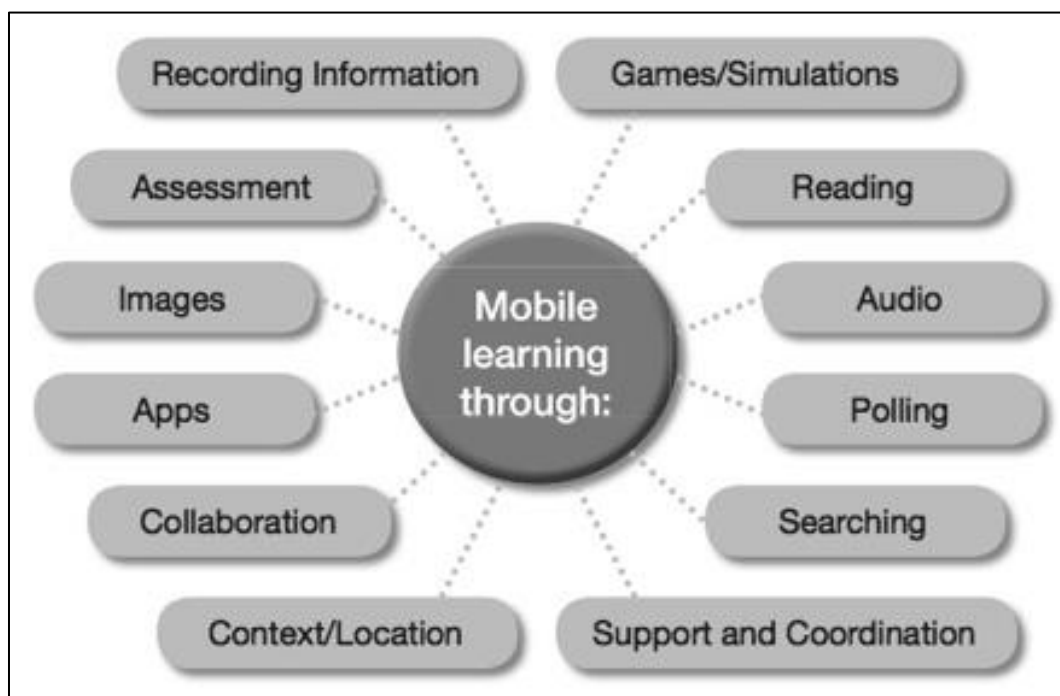 Recording Information
Games/Simulations
Assessment
Reading
Images
Mobile
learning
through:
Audio
Apps
Polling
Collaboration
Searching
Context/Location
Support and Coordination